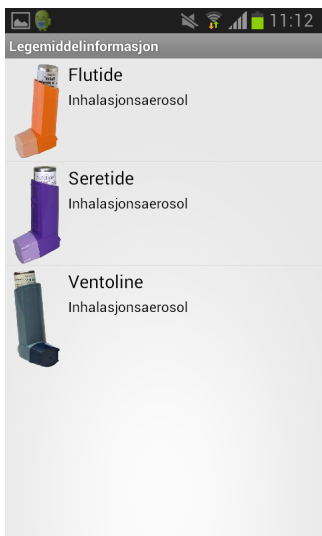 11:12
Legemiddelinformasjon
Flutide
Inhalasjonsaerosol
Seretide
Inhalasjonsaerosol
Ventoline
Inhalasjonsaerosol